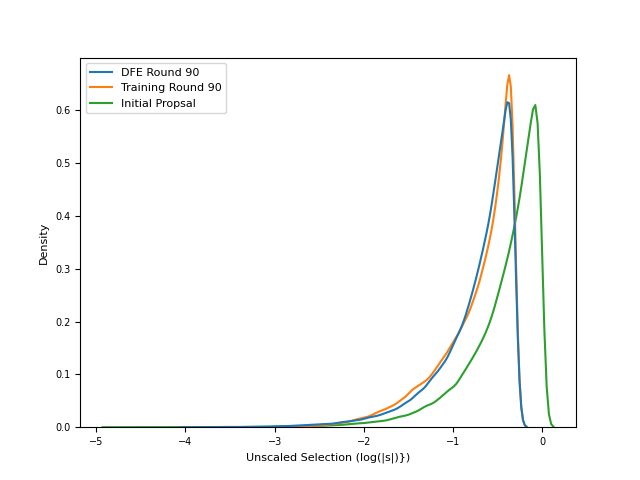 DFE Round 90
Training Round 90
Initial Propsal
Density
0.6
0.5
0.4
0.3
0.2
0.1
0.0
−5
−4
−3
−2
−1
0
Unscaled Selection (log(|s|)})